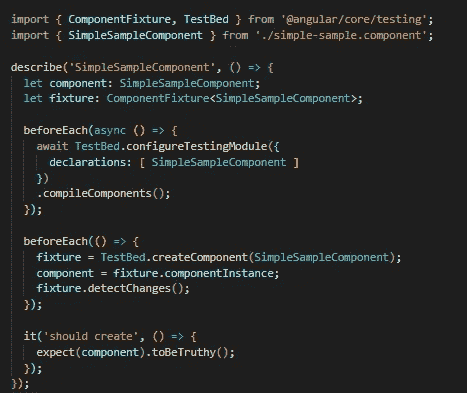 import { ComponentFixture, TestBed } from '@angular/core/testing';
import { SimpleSampleComponent } from './simple-sample.component';

describe('SimpleSampleComponent', () => {
  let component: SimpleSampleComponent;
  let fixture: ComponentFixture<SimpleSampleComponent>;

  beforeEach(async () => {
    await TestBed.configureTestingModule({
      declarations: [ SimpleSampleComponent ]
    })
    .compileComponents();
  });

  beforeEach(() => {
    fixture = TestBed.createComponent(SimpleSampleComponent);
    component = fixture.componentInstance;
    fixture.detectChanges();
  });

  it('should create', () => {
    expect(component).toBeTruthy();
  });
});